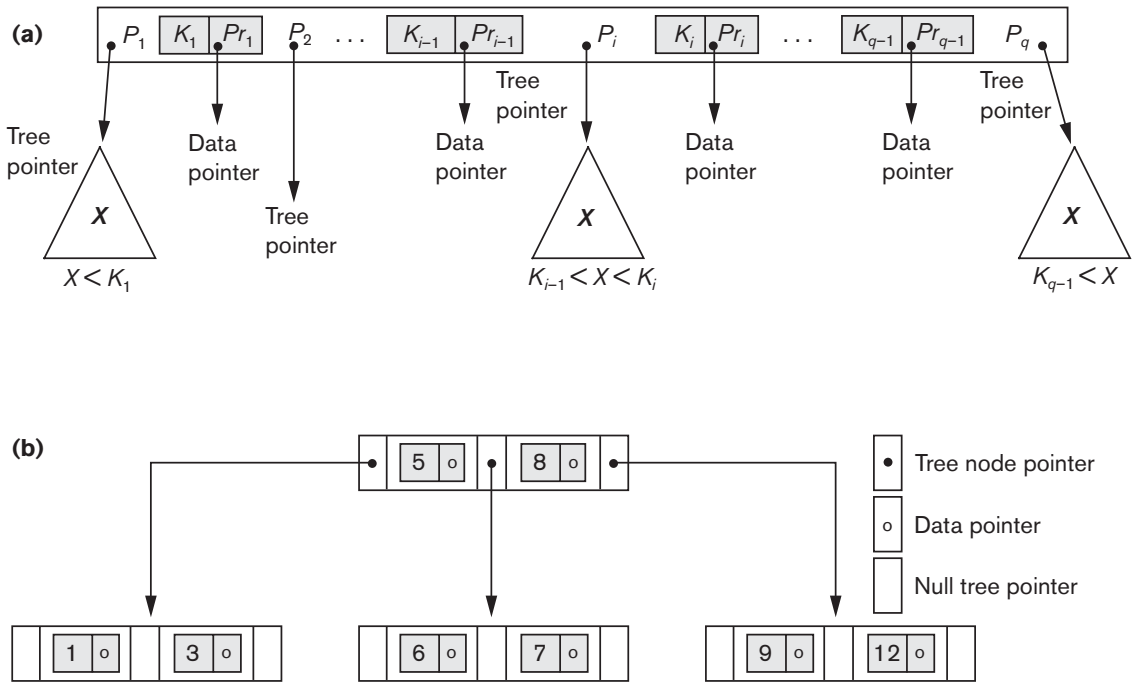 (a)
P1 K1 Pr1 P2 . . . Ki–1 Pri–1 Pi Ki Pri . . . Kq–1 Prq–1 Pq
Tree
pointer
Data
pointer
Tree
pointer
Data
pointer
Tree
pointer
Data
pointer
Data
pointer
Tree
pointer
X
X
X
X < K1
Ki–1 < X < Ki
Kq–1 < X
(b)
5 o 8 o
Tree node pointer
o Data pointer
Null tree pointer
1 o 3 o
6 o 7 o
9 o 12 o